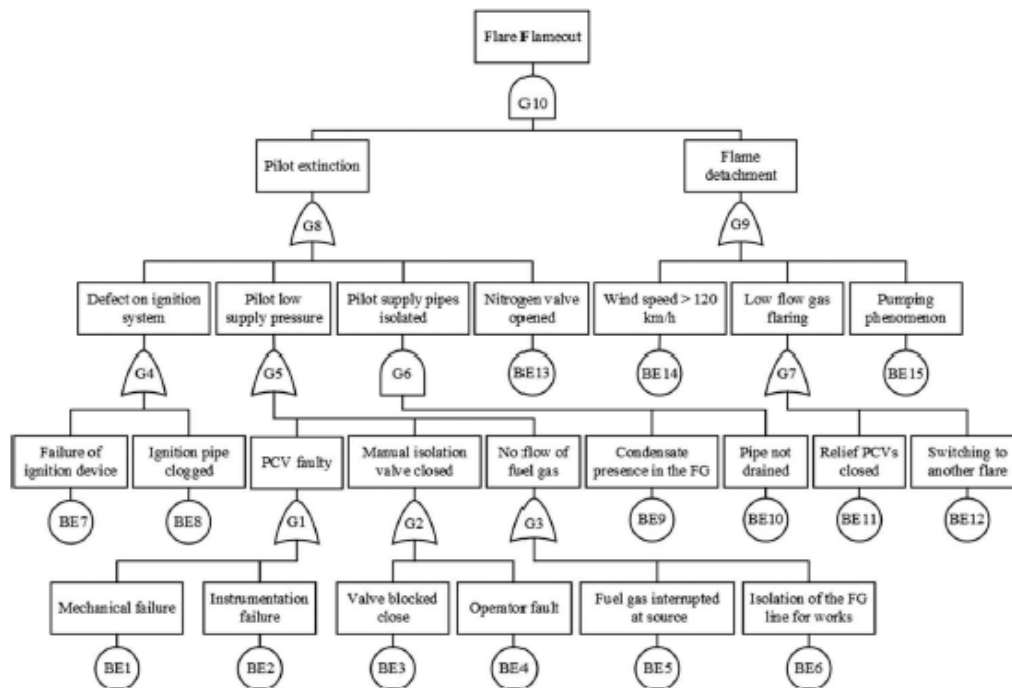 Flare Flameout
G10
Pilot extinction
Flame
detachment
G8
G9
Defect on ignition
system
Pilot low
supply pressure
Pilot supply pipes
isolated
Nitrogen valve
opened
Wind speed > 120
km/h
Low flow gas
flaring
Pumping
phenomenon
G4
G5
G6
BE13
BE14
G7
BE15
Failure of
ignition device
Ignition pipe
clogged
PCV faulty
Manual isolation
valve closed
No flow of
fuel gas
Condensate
presence in the FG
Pipe not
drained
Relief PCVs
closed
Switching to
another flare
BE7
BE8
G1
G2
G3
BE9
BE10
BE11
BE12
Mechanical failure
Instrumentation
failure
Valve blocked
close
Operator fault
Fuel gas interrupted
at source
Isolation of the FG
line for works
BE1
BE2
BE3
BE4
BE5
BE6